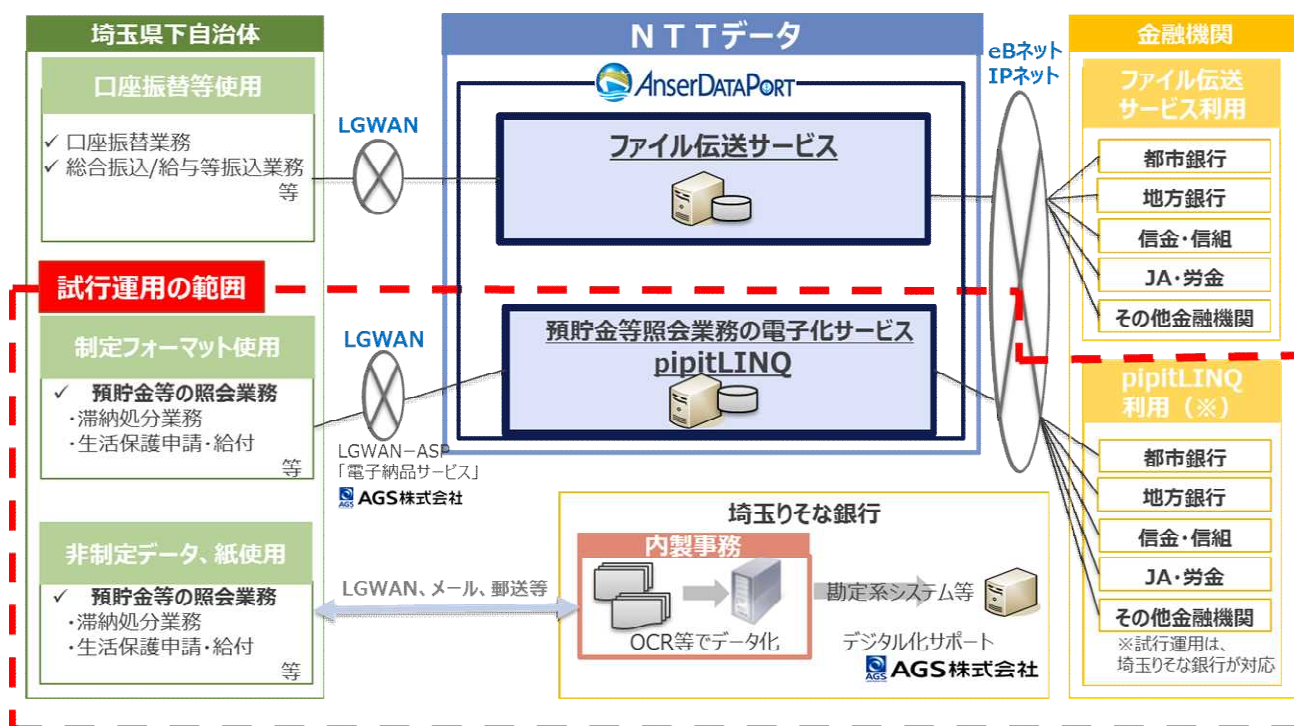 埼玉県下自治体
口座振替等使用
✓ 口座振替業務
✓ 総合振込/給与等振込業務
等
LGWAN
NTTデータ
AnserDATAPORT
ファイル伝送サービス
eBネット
IPネット
金融機関
ファイル伝送
サービス利用
都市銀行
地方銀行
信金・信組
JA・労金
その他金融機関
試行運用の範囲
制定フォーマット使用
✓ 預貯金等の照会業務
・滞納処分業務
・生活保護申請・給付
等
LGWAN
LGWAN-ASP
「電子納品サービス」
AGS
AGS株式会社
預貯金等照会業務の電子化サービス
pipitLINQ
pipitLINQ
利用（※）
都市銀行
地方銀行
信金・信組
JA・労金
その他金融機関
※試行運用は、
埼玉りそな銀行が対応
非制定データ、紙使用
✓ 預貯金等の照会業務
・滞納処分業務
・生活保護申請・給付
等
LGWAN、メール、郵送等
埼玉りそな銀行
内製事務
OCR等でデータ化
勘定系システム等
デジタル化サポート
AGS
AGS株式会社